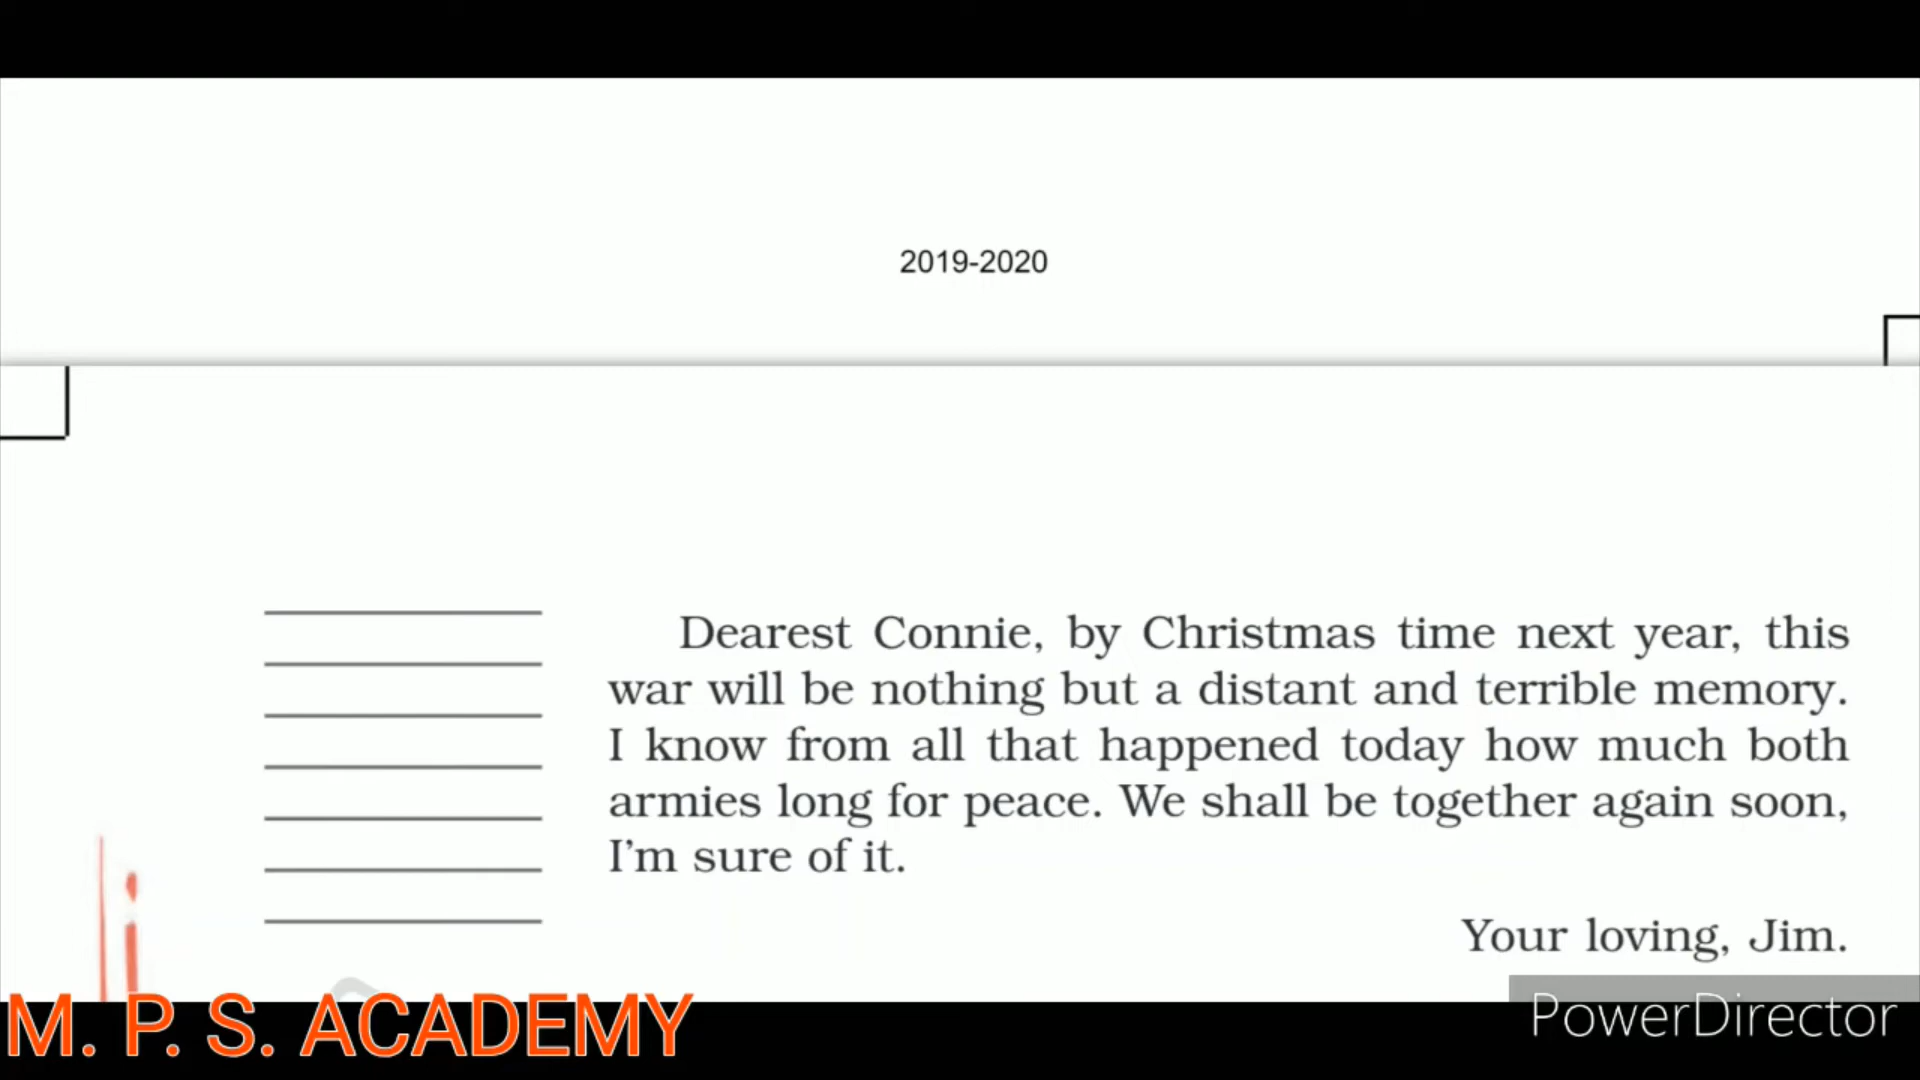 2019-2020
Dearest Connie, by Christmas time next year, this
war will be nothing but a distant and terrible memory.
I know from all that happened today how much both
armies long for peace. We shall be together again soon,
I'm sure of it.
Your loving, Jim.
M. P. S. ACADEMY
PowerDirector